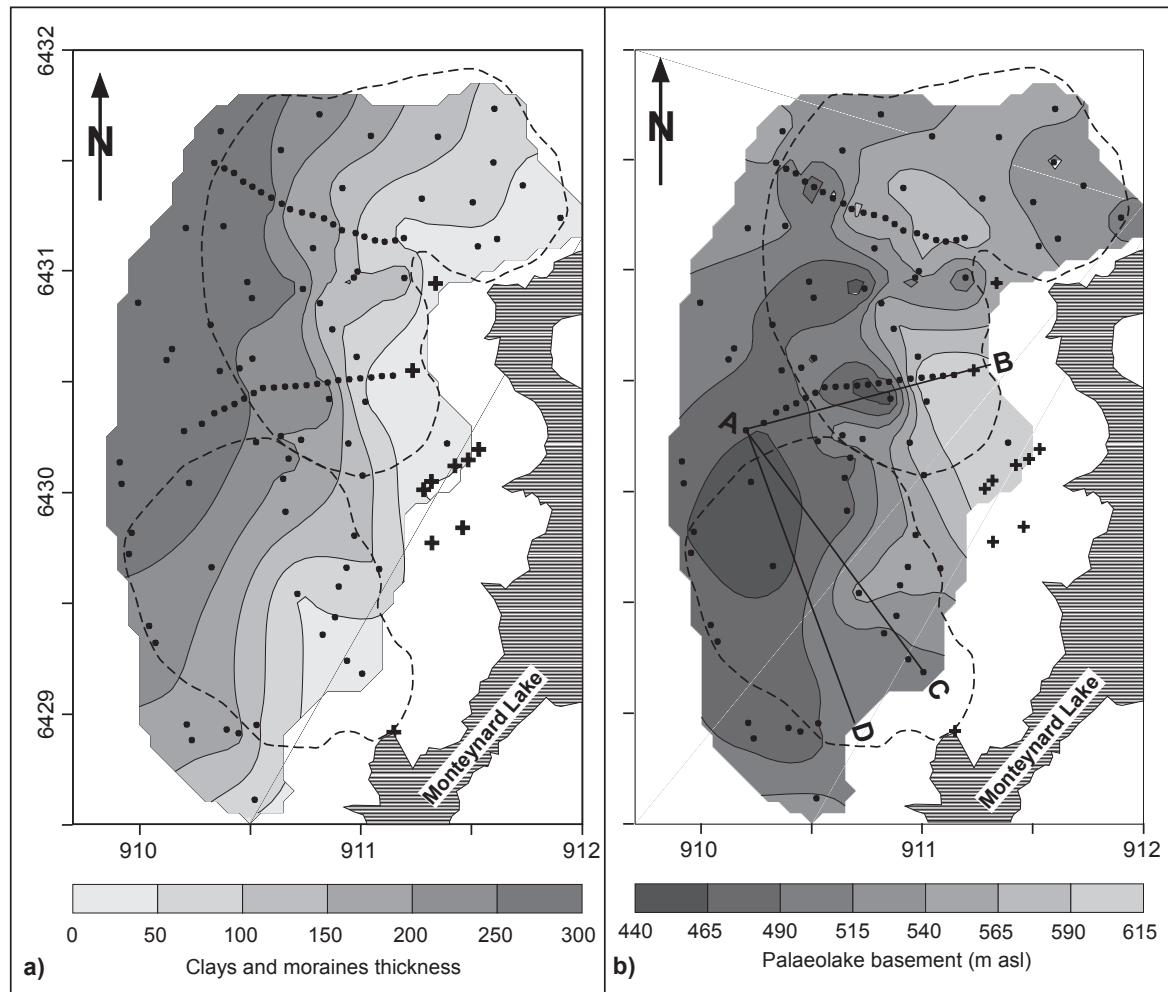 6432
6431
6430
6429
N
Monteynard Lake
910
911
912
0
50
100
150
200
250
300
a)
Clays and moraines thickness
N
A
B
C
D
Monteynard Lake
910
911
912
440
465
490
515
540
565
590
615
b)
Palaeolake basement (m asl)